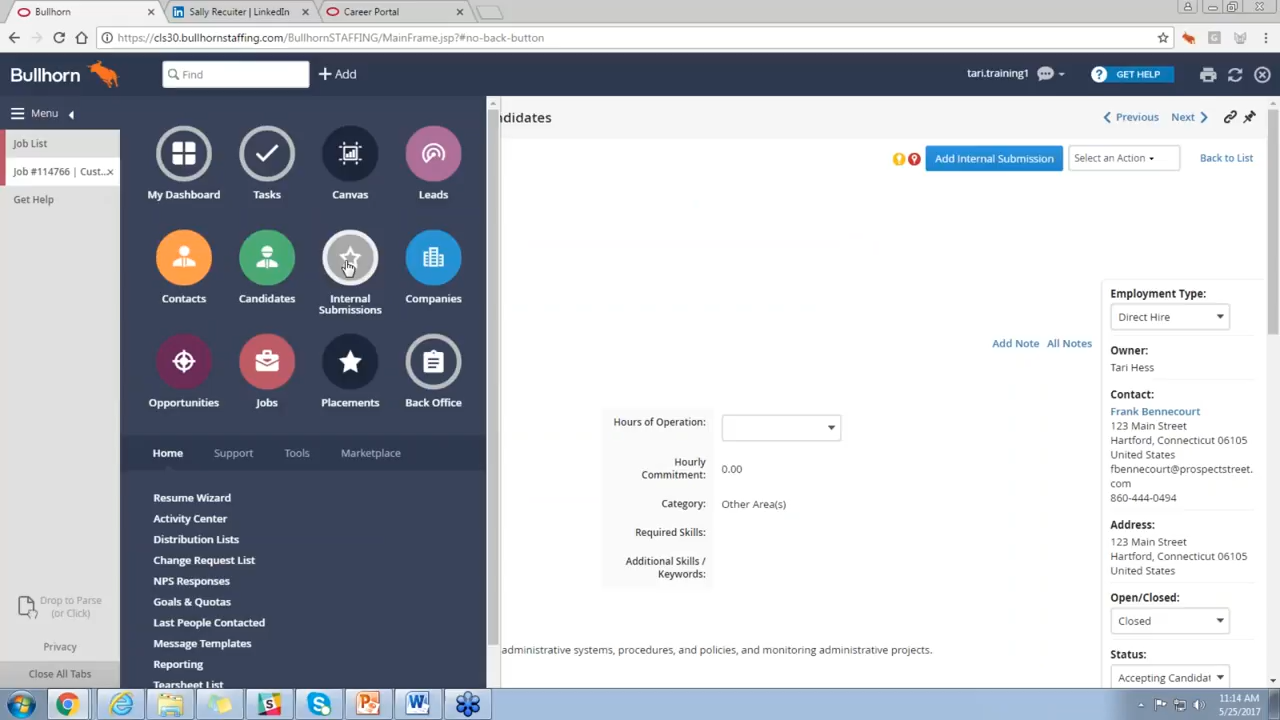 Bullhorn
Sally Recuiter | LinkedIn
Career Portal
https://cls30.bullhornstaffing.com/BullhornSTAFFING/MainFrame.jsp?#no-back-button
Bullhorn
Find
Add
tari.training1
GET HELP
Menu
Job List
Job #114766 | Cust...
Get Help
My Dashboard
Tasks
Canvas
Leads
Contacts
Candidates
Internal
Submissions
Companies
Opportunities
Jobs
Placements
Back Office
Home
Support
Tools
Marketplace
Resume Wizard
Activity Center
Distribution Lists
Change Request List
NPS Responses
Goals & Quotas
Last People Contacted
Message Templates
Reporting
Tearsheet List
Drop to Parse
(or Click)
Privacy
Close All Tabs
ndidates
Previous
Next
Add Internal Submission
Select an Action
Back to List
Add Note
All Notes
Hours of Operation:
Hourly
Commitment:
0.00
Category:
Other Area(s)
Required Skills:
Additional Skills /
Keywords:
administrative systems, procedures, and policies, and monitoring administrative projects.
Employment Type:
Direct Hire
Owner:
Tari Hess
Contact:
Frank Bennecourt
123 Main Street
Hartford, Connecticut 06105
United States
fbennecourt@prospectstreet.
com
860-444-0494
Address:
123 Main Street
Hartford, Connecticut 06105
United States
Open/Closed:
Closed
Status:
Accepting Candidat
11:14 AM
5/25/2017